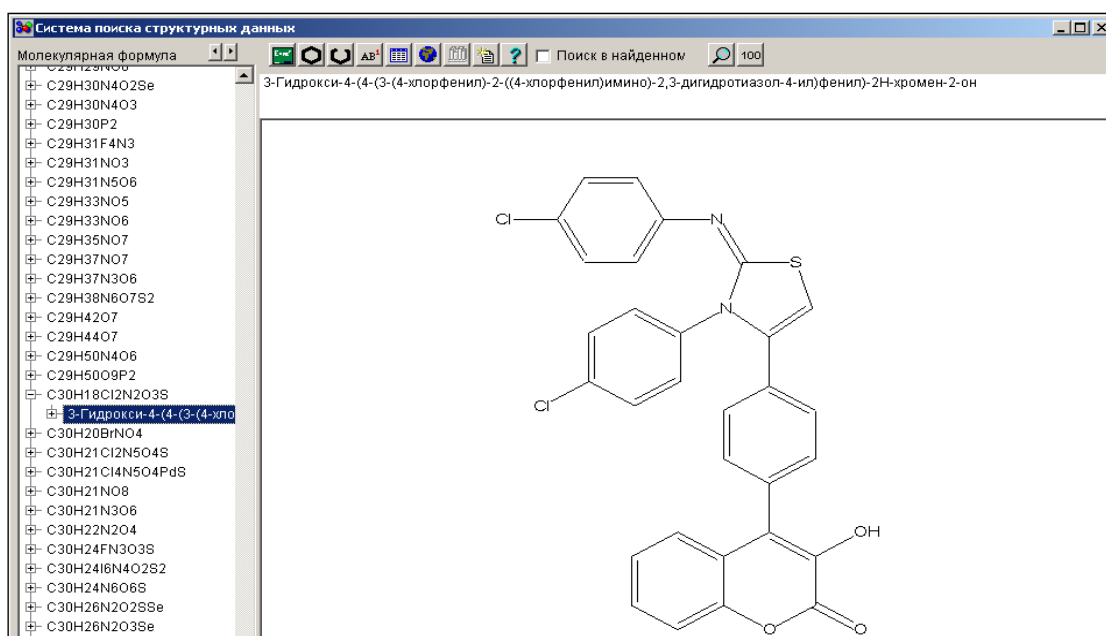 Система поиска структурных данных
Молекулярная формула
AB¹
?
Поиск в найденном
100
3-Гидрокси-4-(4-(3-(4-хлорфенил)-2-((4-хлорфенил)имино)-2,3-дигидротиазол-4-ил)фенил)-2H-хромен-2-он
C29H30N4O2Se
C29H30N4O3
C29H30P2
C29H31F4N3
C29H31NO3
C29H31N5O6
C29H33NO5
C29H33NO6
C29H35NO7
C29H37NO7
C29H37N3O6
C29H38N6O7S2
C29H42O7
C29H44O7
C29H50N4O6
C29H50O9P2
C30H18Cl2N2O3S
3-Гидрокси-4-(4-(3-(4-хло
C30H20BrNO4
C30H21Cl2N5O4S
C30H21Cl4N5O4PdS
C30H21NO8
C30H21N3O6
C30H22N2O4
C30H24FN3O3S
C30H24I6N4O2S2
C30H24N6O6S
C30H26N2O2SSe
C30H26N2O3Se
Cl
N
S
N
Cl
OH
O
O